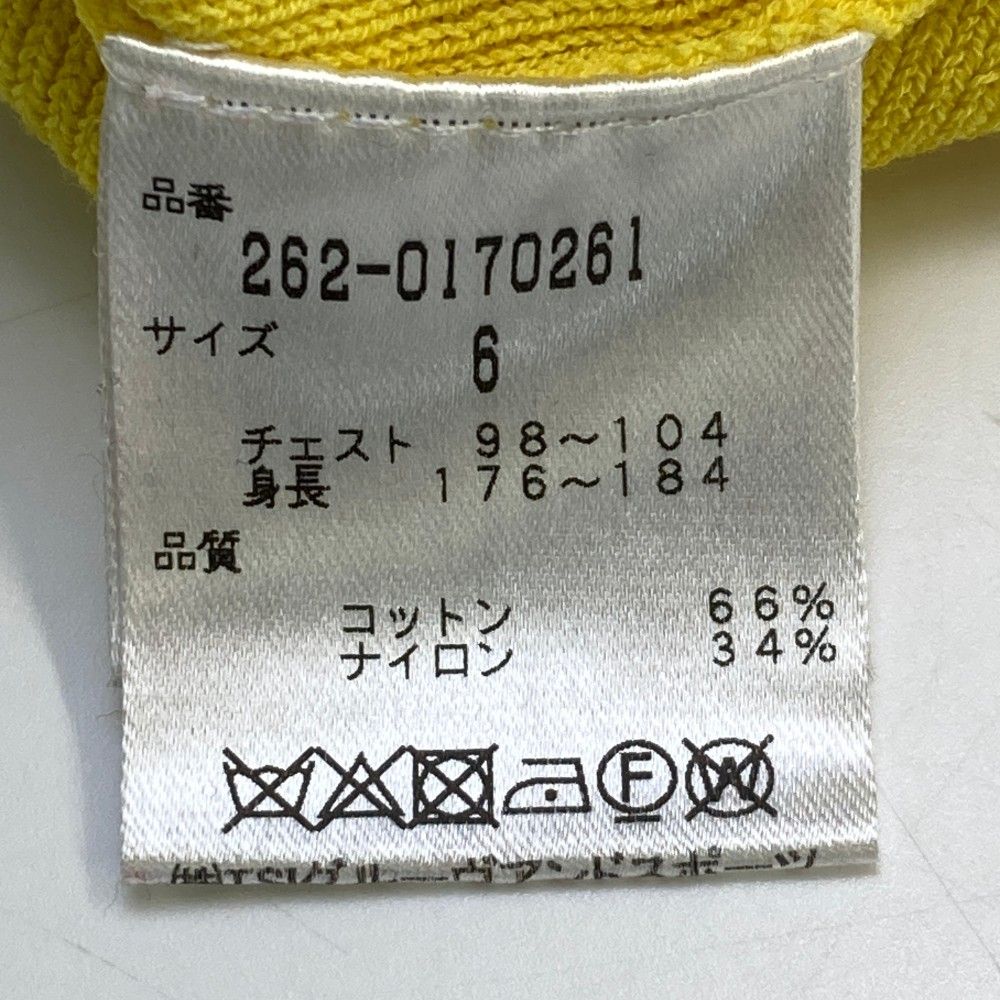 品番
262-0170261
サイズ 6
チェスト 98～104
身長 176～184
品質
コットン 66%
ナイロン 34%
F W